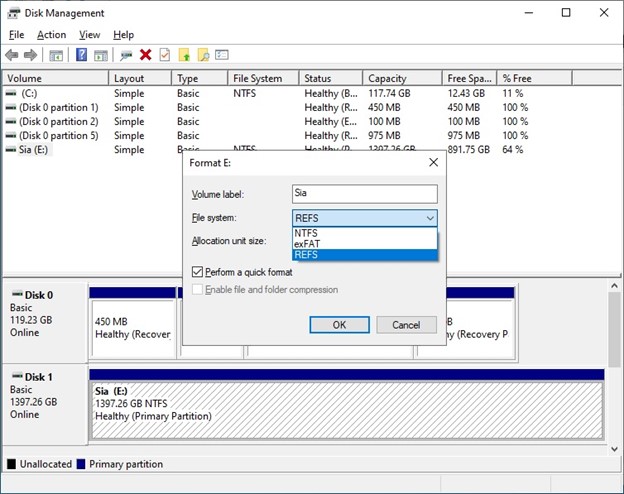 Disk Management
File Action View Help
Volume Layout Type File System Status Capacity Free Spa... % Free
(C:) Simple Basic NTFS Healthy (B... 117.74 GB 12.43 GB 11 %
(Disk 0 partition 1) Simple Basic Healthy (R... 450 MB 450 MB 100 %
(Disk 0 partition 2) Simple Basic Healthy (E... 100 MB 100 MB 100 %
(Disk 0 partition 5) Simple Basic Healthy (R... 975 MB 975 MB 100 %
Sia (E:) Simple Basic NTFS Healthy (P... 1397.26 GB 891.75 GB 64 %
Format E:
Volume label: Sia
File system: REFS
NTFS
Allocation unit size: exFAT
REFS
Perform a quick format
Enable file and folder compression
OK Cancel
Disk 0
Basic
119.23 GB
Online
450 MB
Healthy (Recovery
B
Healthy (Recovery P
Disk 1
Basic
1397.26 GB
Online
Sia (E:)
1397.26 GB NTFS
Healthy (Primary Partition)
Unallocated Primary partition